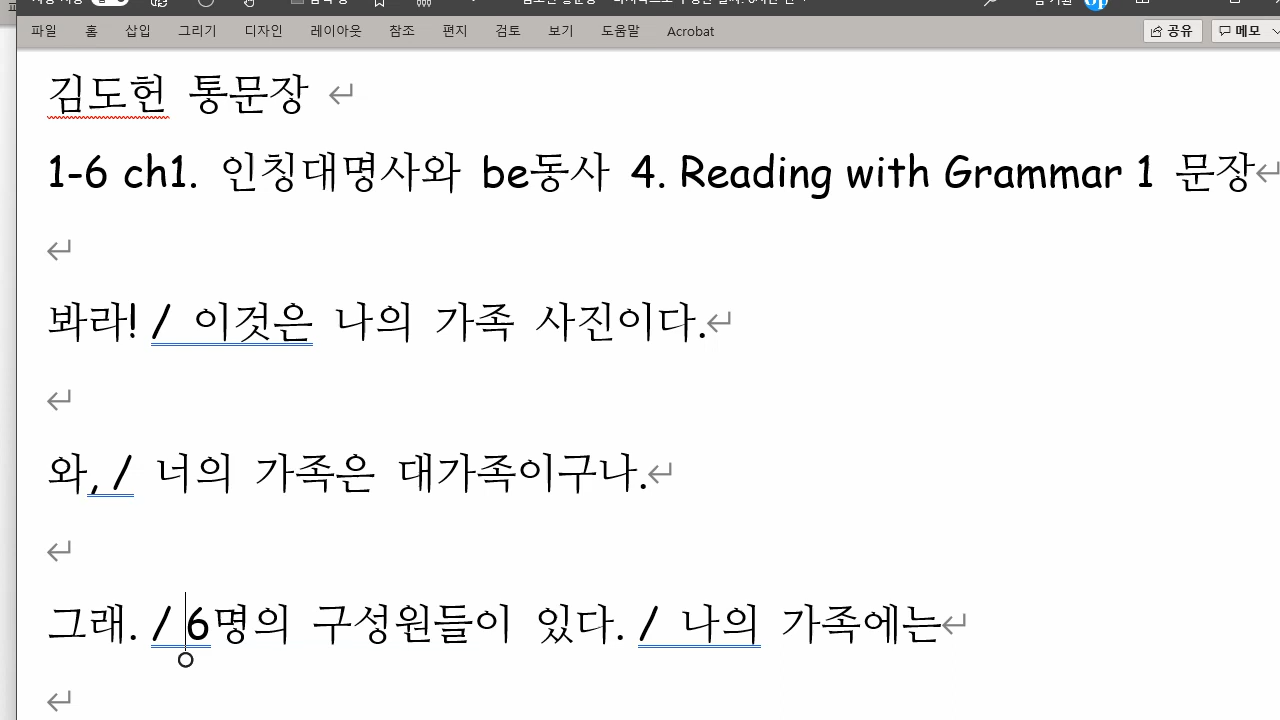 파일 홈 삽입 그리기 디자인 레이아웃 참조 편지 검토 보기 도움말 Acrobat 공유 메모
김도헌 통문장
1-6 ch1. 인칭대명사와 be동사 4. Reading with Grammar 1 문장
봐라! / 이것은 나의 가족 사진이다.
와, / 너의 가족은 대가족이구나.
그래. / 6명의 구성원들이 있다. / 나의 가족에는